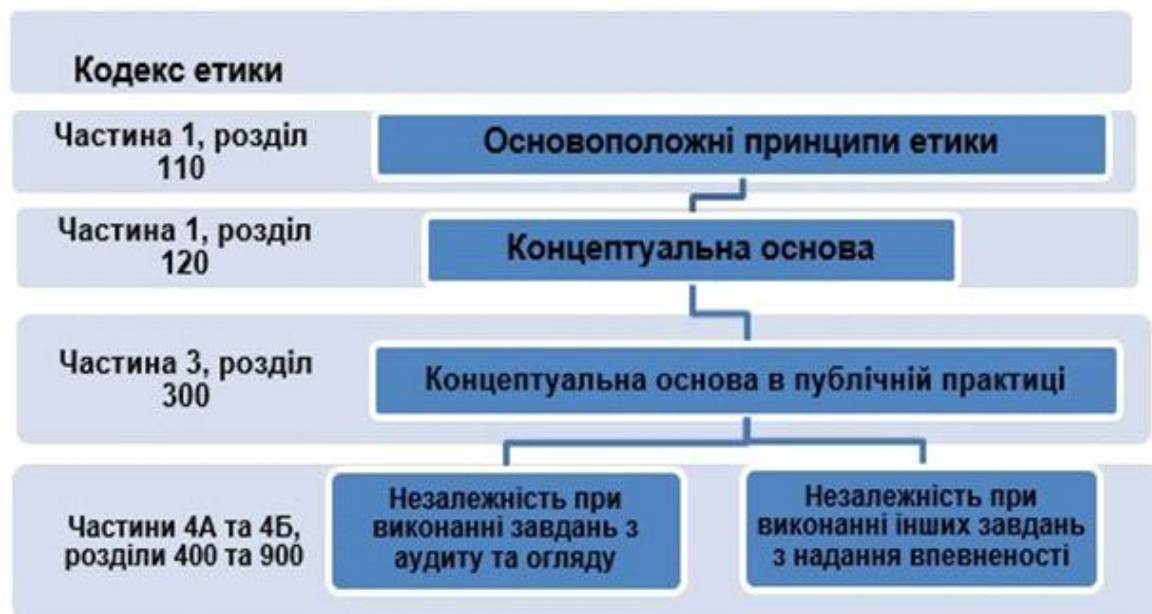 Кодекс етики
Частина 1, розділ
110
Основоположні принципи етики
Частина 1, розділ
120
Концептуальна основа
Частина 3, розділ
300
Концептуальна основа в публічній практиці
Частини 4А та 4Б,
розділи 400 та 900
Незалежність при
виконанні завдань з
аудиту та огляду
Незалежність при
виконанні інших завдань
з надання впевненості